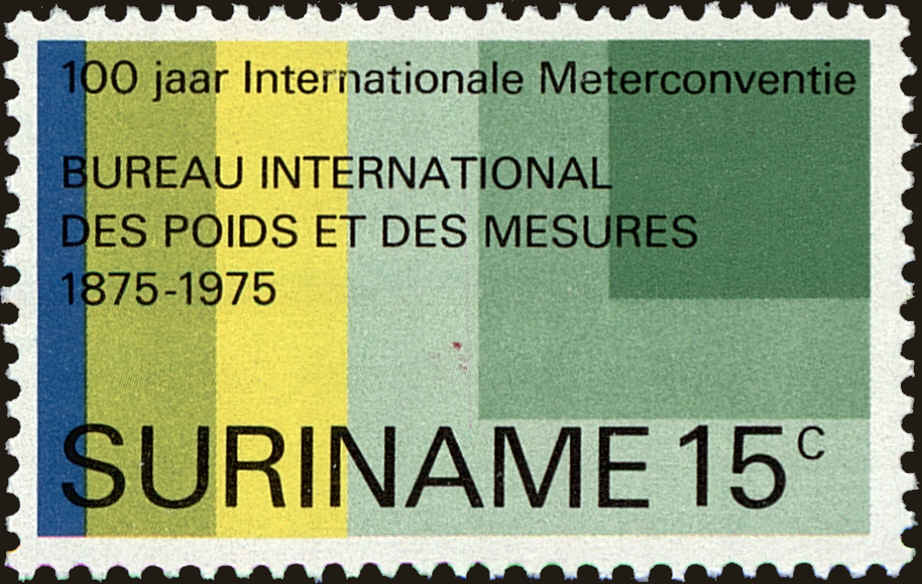 100 jaar Internationale Meterconventie
BUREAU INTERNATIONAL
DES POIDS ET DES MESURES
1875-1975
SURINAME 15c